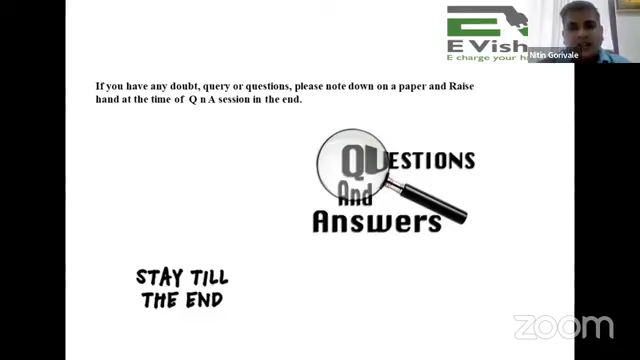 E Vish
E charge your h
Nitin Gorivale
If you have any doubt, query or questions, please note down on a paper and Raise
hand at the time of Q n A session in the end.
QUESTIONS
And
Answers
STAY TILL
THE END
zoom